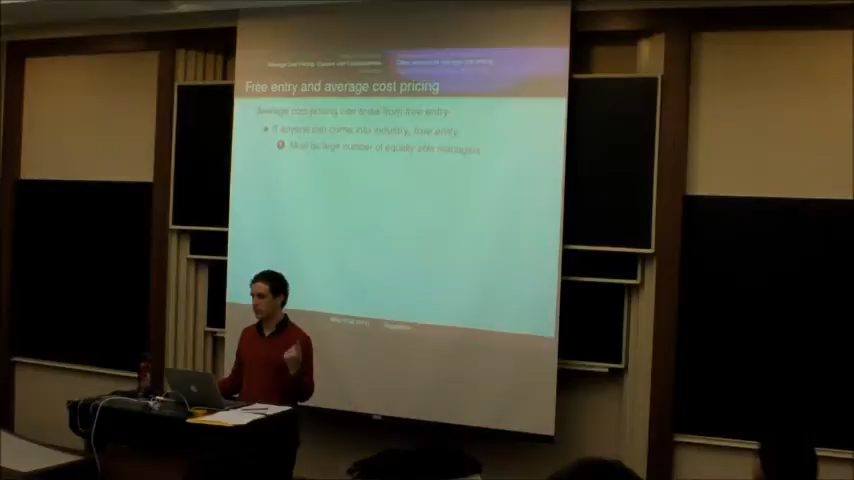 Free entry and average cost pricing
Average cost pricing can arise from free entry
If anyone can come into industry, free entry
Must be large number of equally able managers